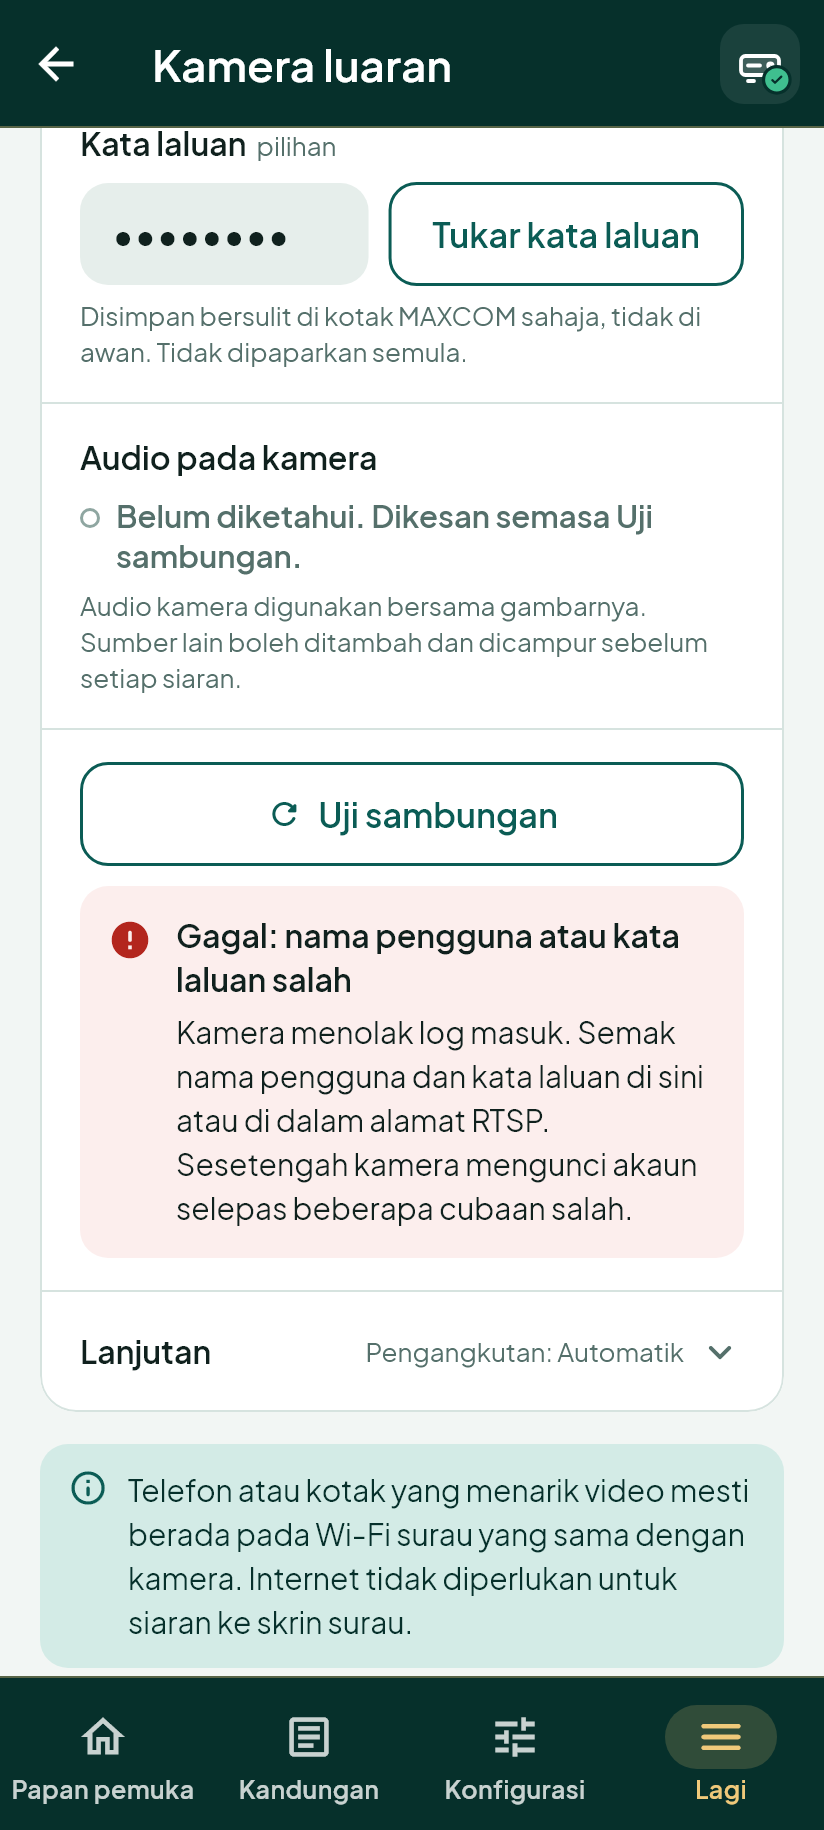 Kamera luaran
Kata laluan pilihan
Tukar kata laluan
Disimpan bersulit di kotak MAXCOM sahaja, tidak di
awan. Tidak dipaparkan semula.
Audio pada kamera
Belum diketahui. Dikesan semasa Uji
sambungan.
Audio kamera digunakan bersama gambarnya.
Sumber lain boleh ditambah dan dicampur sebelum
setiap siaran.
Uji sambungan
Gagal: nama pengguna atau kata
laluan salah
Kamera menolak log masuk. Semak
nama pengguna dan kata laluan di sini
atau di dalam alamat RTSP.
Sesetengah kamera mengunci akaun
selepas beberapa cubaan salah.
Lanjutan
Pengangkutan: Automatik
Telefon atau kotak yang menarik video mesti
berada pada Wi-Fi surau yang sama dengan
kamera. Internet tidak diperlukan untuk
siaran ke skrin surau.
Papan pemuka
Kandungan
Konfigurasi
Lagi